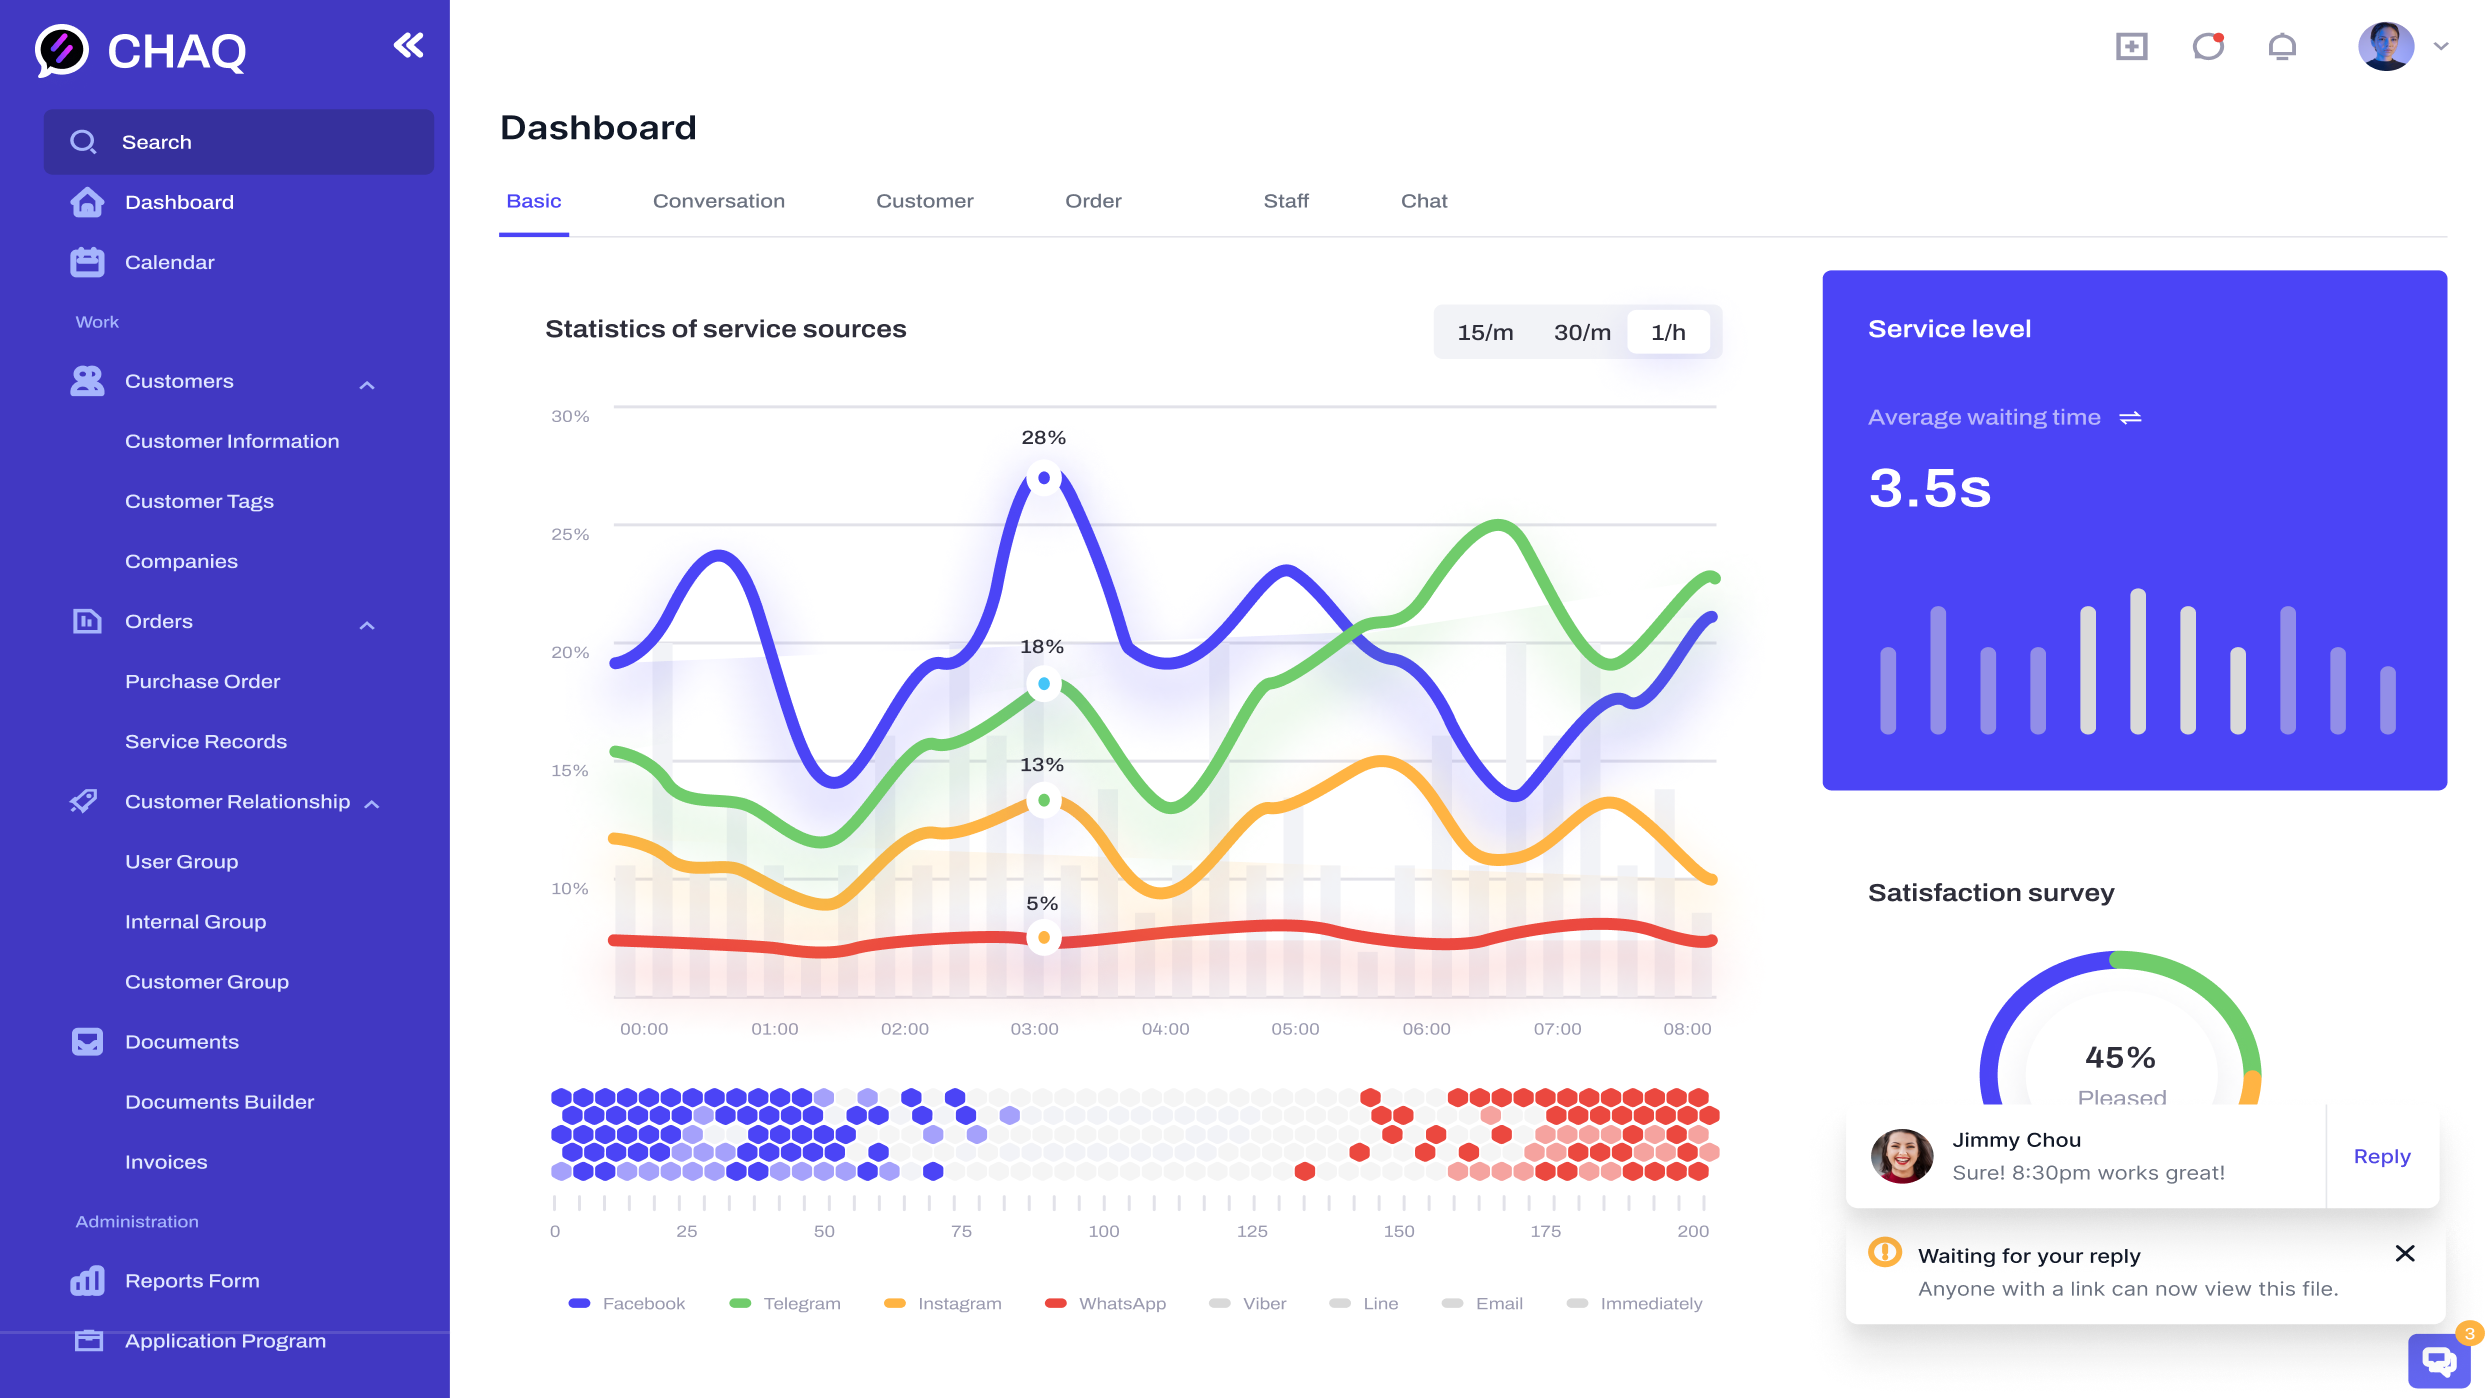 CHAQ
Search
Dashboard
Calendar
Work
Customers
Customer Information
Customer Tags
Companies
Orders
Purchase Order
Service Records
Customer Relationship
User Group
Internal Group
Customer Group
Documents
Documents Builder
Invoices
Administration
Reports Form
Application Program
Dashboard
Basic Conversation Customer Order Staff Chat
Statistics of service sources
15/m 30/m 1/h
30%
25%
20%
15%
10%
28%
18%
13%
5%
00:00 01:00 02:00 03:00 04:00 05:00 06:00 07:00 08:00
0 25 50 75 100 125 150 175 200
Facebook Telegram Instagram WhatsApp Viber Line Email Immediately
Service level
Average waiting time
3.5s
Satisfaction survey
45%
Pleased
Jimmy Chou
Sure! 8:30pm works great!
Reply
Waiting for your reply
Anyone with a link can now view this file.
3